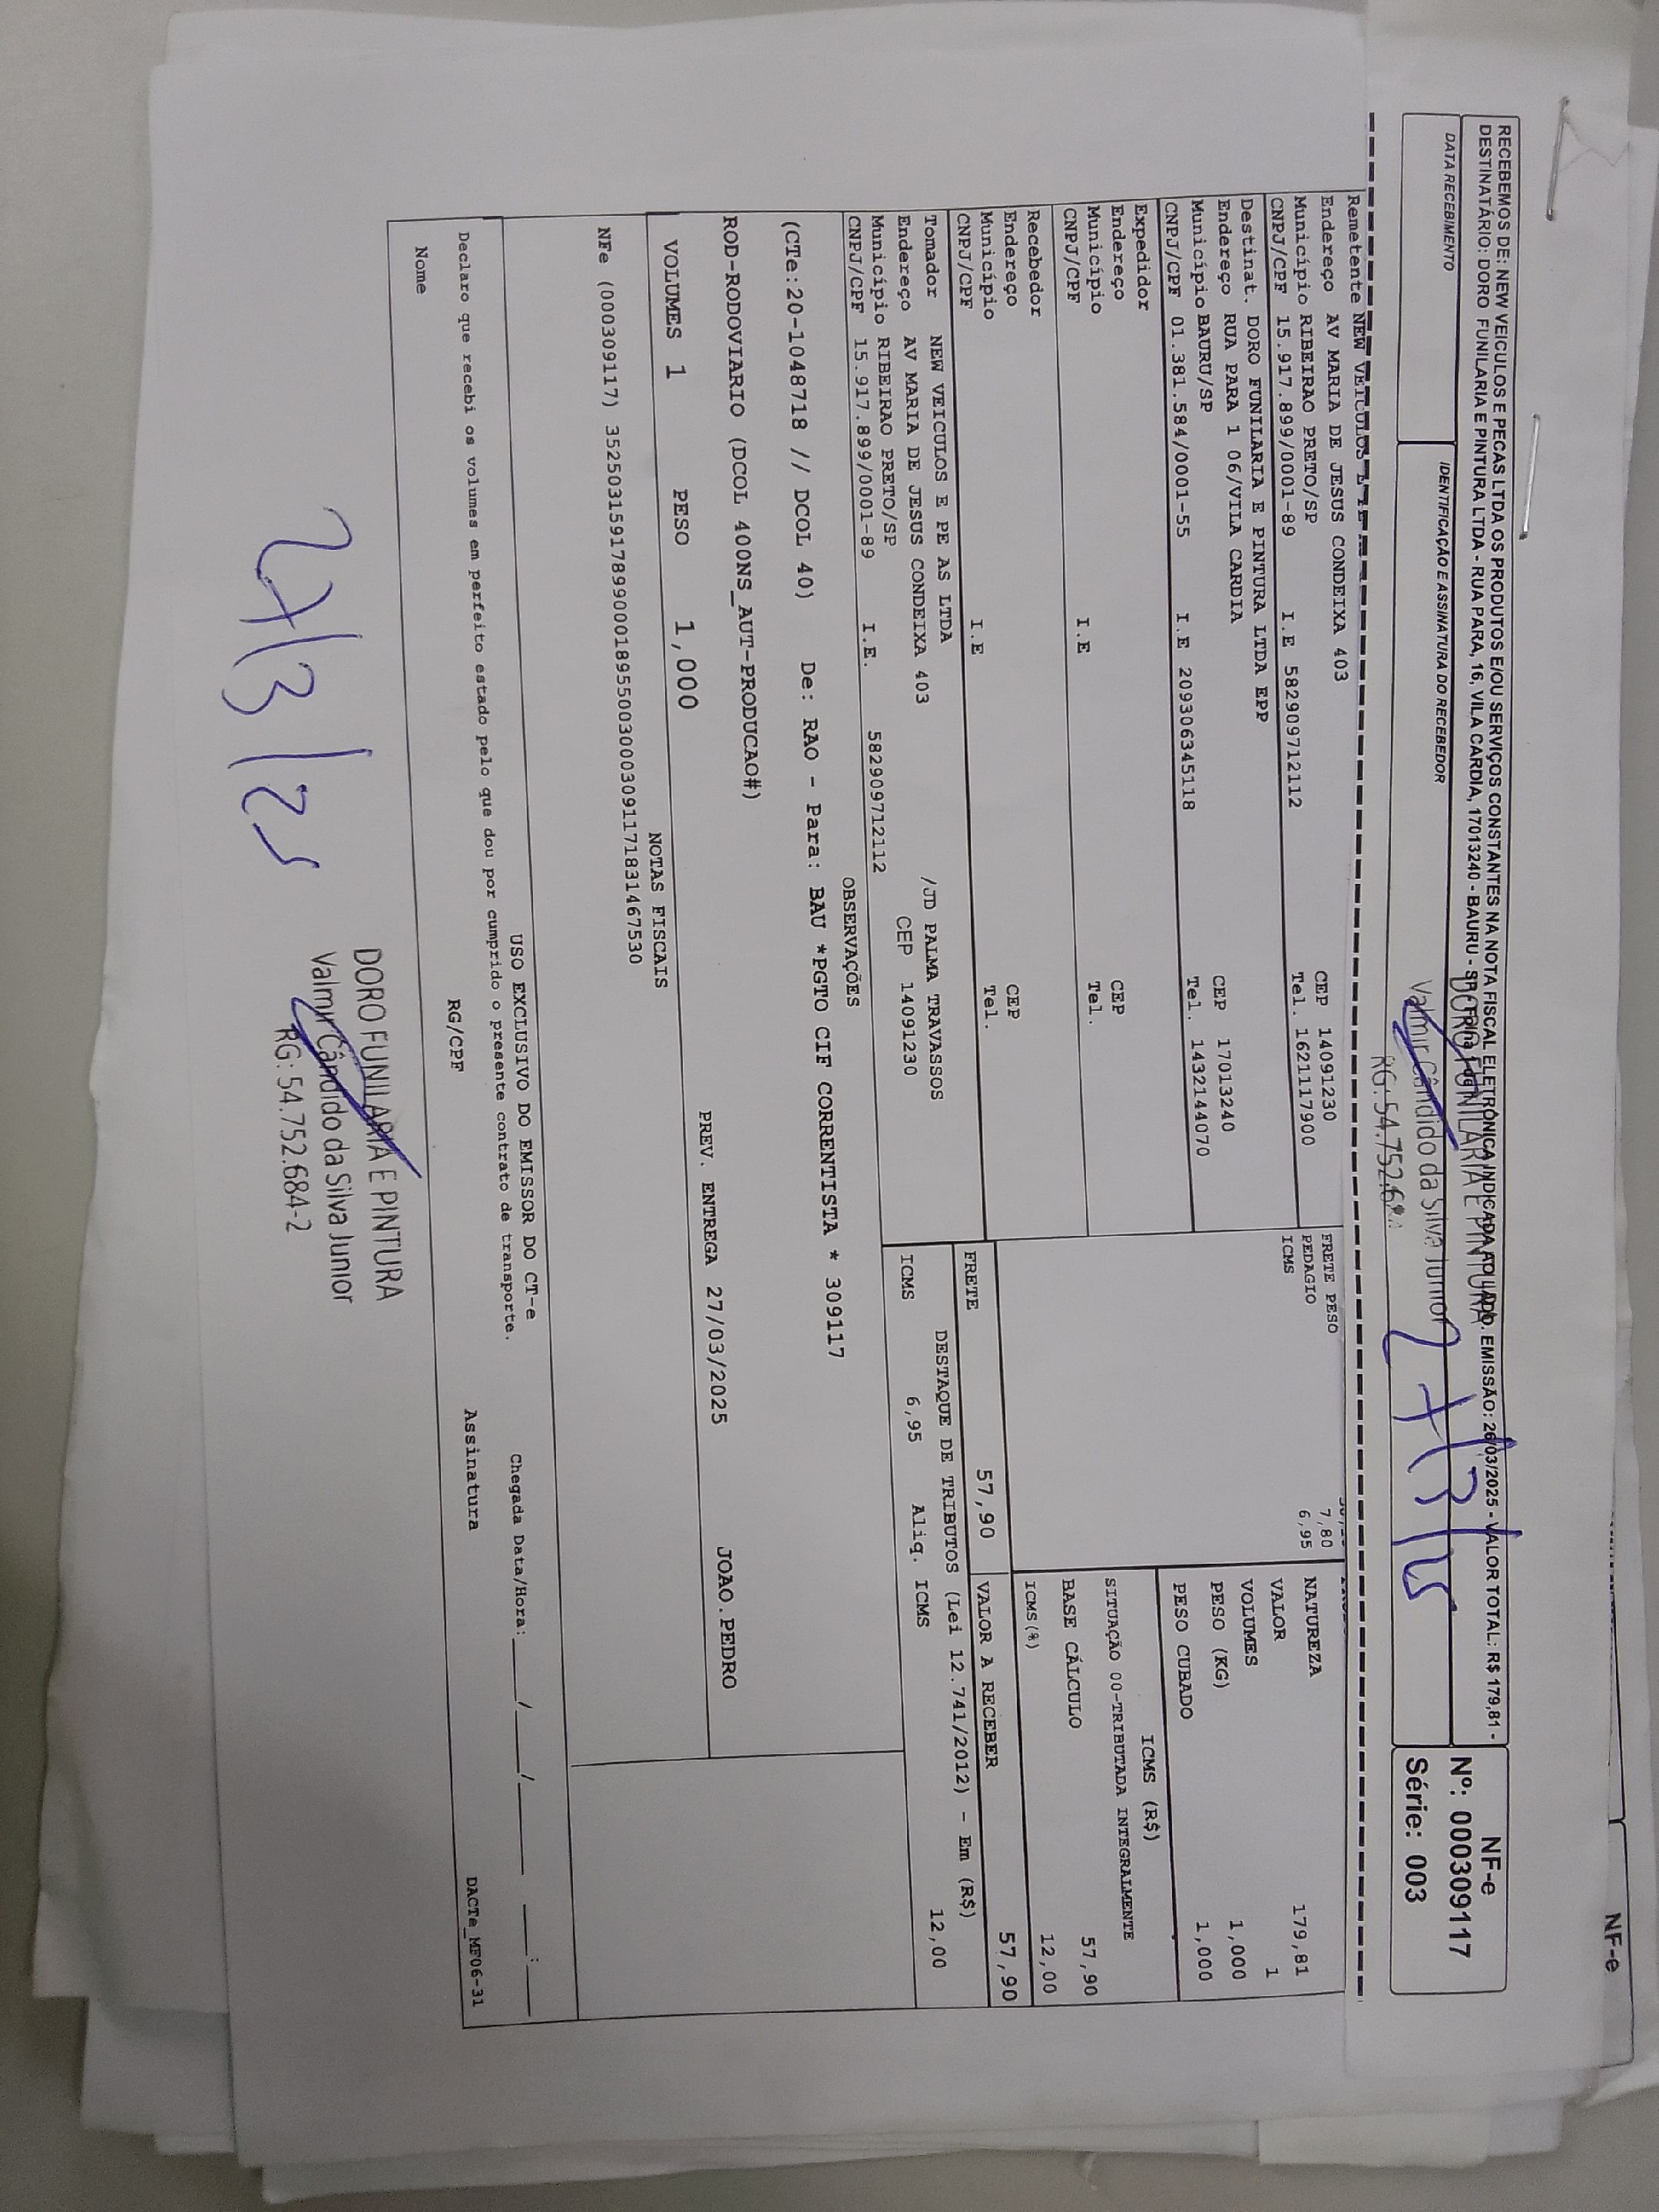 NF-e
RECEBEMOS DE: NEW VEICULOS E PECAS LTDA OS PRODUTOS E/OU SERVIÇOS CONSTANTES NA NOTA FISCAL ELETRÔNICA INDICADA AO LADO. EMISSÃO: 26/03/2025 - VALOR TOTAL: R$ 179,81 -
DESTINATÁRIO: DORO FUNILARIA E PINTURA LTDA - RUA PARA, 16, VILA CARDIA, 17013240 - BAURU - SP
DATA RECEBIMENTO
IDENTIFICAÇÃO E ASSINATURA DO RECEBEDOR
DORO FUNILARIA E PINTURA
Valmir Cândido da Silva Junior
RG: 54.752.68
27/3/25
NF-e
Nº: 000309117
Série: 003
Remetente NEW VEICULOS E PE
Endereço AV MARIA DE JESUS CONDEIXA 403
Município RIBEIRAO PRETO/SP
CEP 14091230
CNPJ/CPF 15.917.899/0001-89 I.E 582909712112 Tel. 1621117900
Destinat. DORO FUNILARIA E PINTURA LTDA EPP
Endereço RUA PARA 1 06/VILA CARDIA
Município BAURU/SP
CEP 17013240
CNPJ/CPF 01.381.584/0001-55 I.E 209306345118 Tel. 1432144070
Expedidor
Endereço
Município
CEP
CNPJ/CPF I.E Tel.
Recebedor
Endereço
Município
CEP
CNPJ/CPF I.E Tel.
Tomador NEW VEICULOS E PE AS LTDA
Endereço AV MARIA DE JESUS CONDEIXA 403 /JD PALMA TRAVASSOS
Município RIBEIRAO PRETO/SP CEP 14091230
CNPJ/CPF 15.917.899/0001-89 I.E. 582909712112
FRETE PESO
PEDAGIO 7,80
ICMS 6,95
NATUREZA
VALOR 179,81
VOLUMES 1
PESO (KG) 1,000
PESO CUBADO 1,000
ICMS (R$)
SITUAÇÃO 00-TRIBUTADA INTEGRALMENTE
BASE CÁLCULO 57,90
ICMS(%) 12,00
FRETE 57,90 VALOR A RECEBER 57,90
DESTAQUE DE TRIBUTOS (Lei 12.741/2012) - Em (R$)
ICMS 6,95 Aliq. ICMS 12,00
OBSERVAÇÕES
(CTe:20-1048718 // DCOL 40) De: RAO - Para: BAU *PGTO CIF CORRENTISTA * 309117
ROD-RODOVIARIO (DCOL 400NS_AUT-PRODUCAO#)
PREV. ENTREGA 27/03/2025 JOAO.PEDRO
VOLUMES 1 PESO 1,000
NOTAS FISCAIS
NFe (000309117) 35250315917899000189550030003091171831467530
USO EXCLUSIVO DO EMISSOR DO CT-e
Declaro que recebi os volumes em perfeito estado pelo que dou por cumprido o presente contrato de transporte.
Chegada Data/Hora:____/____/____ ___:___
Nome RG/CPF Assinatura DACTe_MF06-31
DORO FUNILARIA E PINTURA
Valmir Cândido da Silva Junior
RG: 54.752.684-2
27/3/25